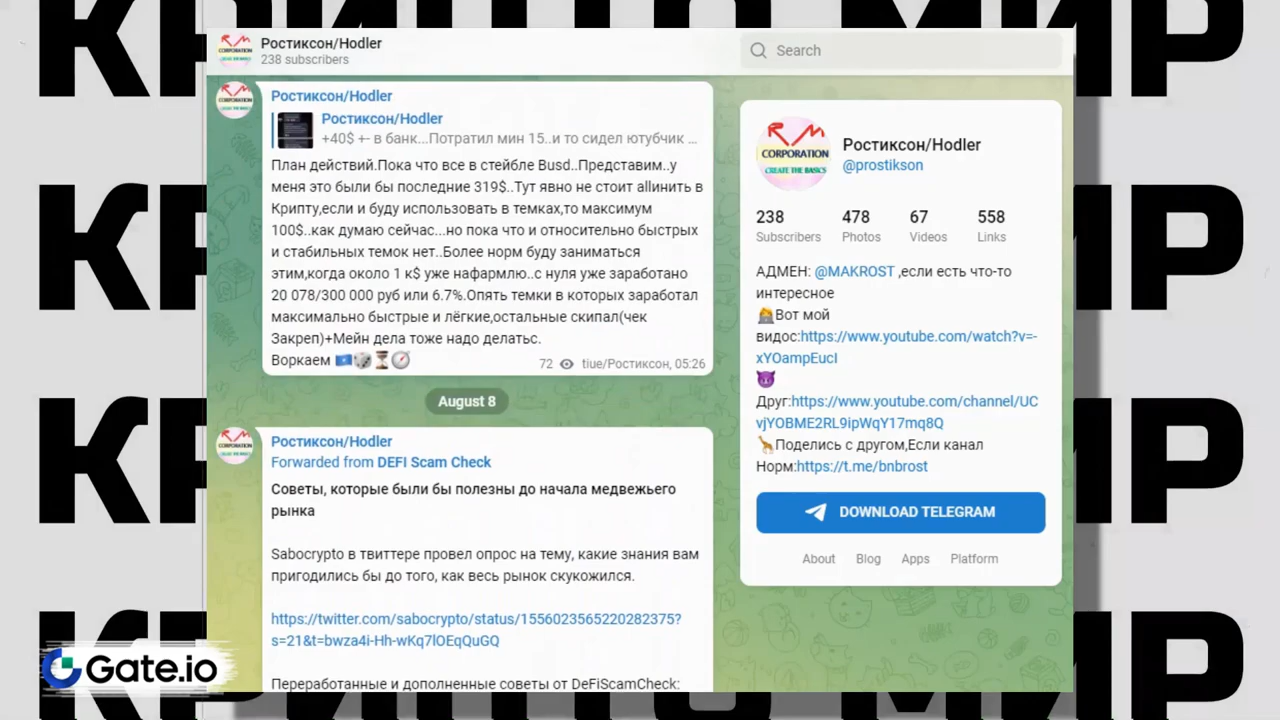 КРИПТО МИР
Ростиксон/Hodler
238 subscribers
Search
Ростиксон/Hodler
Ростиксон/Hodler
+40$ +- в банк...Потратил мин 15..и то сидел ютубчик ...
План действий.Пока что все в стейбле Busd..Представим..у
меня это были бы последние 319$..Тут явно не стоит allинить в
Крипту,если и буду использовать в темках,то максимум
100$..как думаю сейчас...но пока что и относительно быстрых
и стабильных темок нет..Более норм буду заниматься
этим,когда около 1 к$ уже нафармлю..с нуля уже заработано
20 078/300 000 руб или 6.7%.Опять темки в которых заработал
максимально быстрые и лёгкие,остальные скипал(чек
Закреп)+Мейн дела тоже надо делатьс.
Воркаем
72 tiue/Ростиксон, 05:26
August 8
Ростиксон/Hodler
Forwarded from DEFI Scam Check
Советы, которые были бы полезны до начала медвежьего
рынка
Sabocrypto в твиттере провел опрос на тему, какие знания вам
пригодились бы до того, как весь рынок скукожился.
https://twitter.com/sabocrypto/status/1556023565220282375?
s=21&t=bwza4i-Hh-wKq7lOEqQuGQ
Переработанные и дополненные советы от DeFiScamCheck:
RM
CORPORATION
CREATE THE BASICS
Ростиксон/Hodler
@prostikson
238 478 67 558
Subscribers Photos Videos Links
АДМЕН: @MAKROST ,если есть что-то
интересное
Вот мой
видос:https://www.youtube.com/watch?v=-
xYOampEucI
Друг:https://www.youtube.com/channel/UC
vjYOBME2RL9ipWqY17mq8Q
Поделись с другом,Если канал
Норм:https://t.me/bnbrost
DOWNLOAD TELEGRAM
About Blog Apps Platform
Gate.io